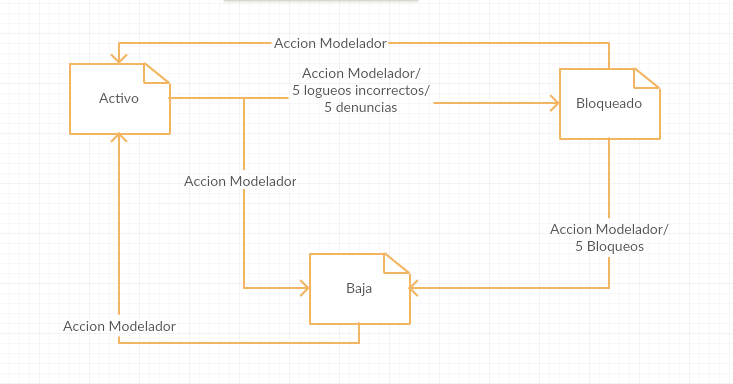 Accion Modelador
Accion Modelador/
5 logueos incorrectos/
5 denuncias
Activo
Bloqueado
Accion Modelador
Accion Modelador/
5 Bloqueos
Baja
Accion Modelador